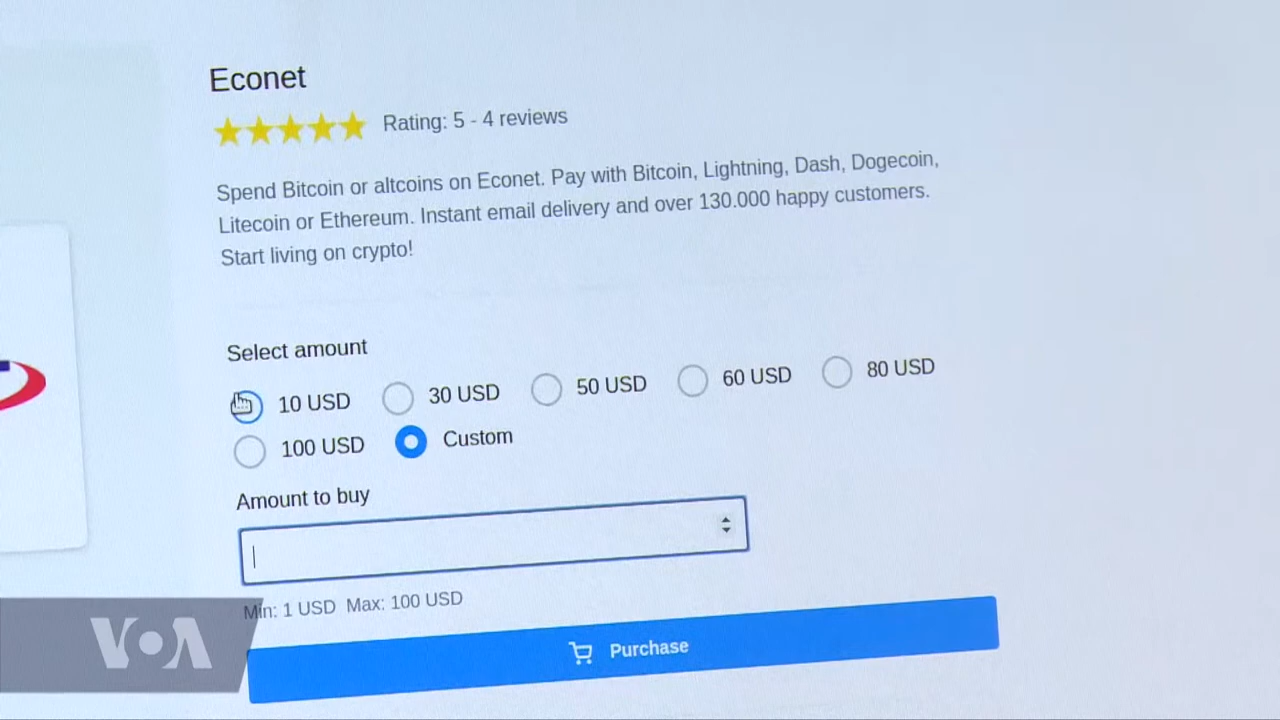 Econet
Rating: 5 - 4 reviews
Spend Bitcoin or altcoins on Econet. Pay with Bitcoin, Lightning, Dash, Dogecoin,
Litecoin or Ethereum. Instant email delivery and over 130.000 happy customers.
Start living on crypto!
Select amount
10 USD 30 USD 50 USD 60 USD 80 USD
100 USD Custom
Amount to buy
Min: 1 USD Max: 100 USD
Purchase
VOA